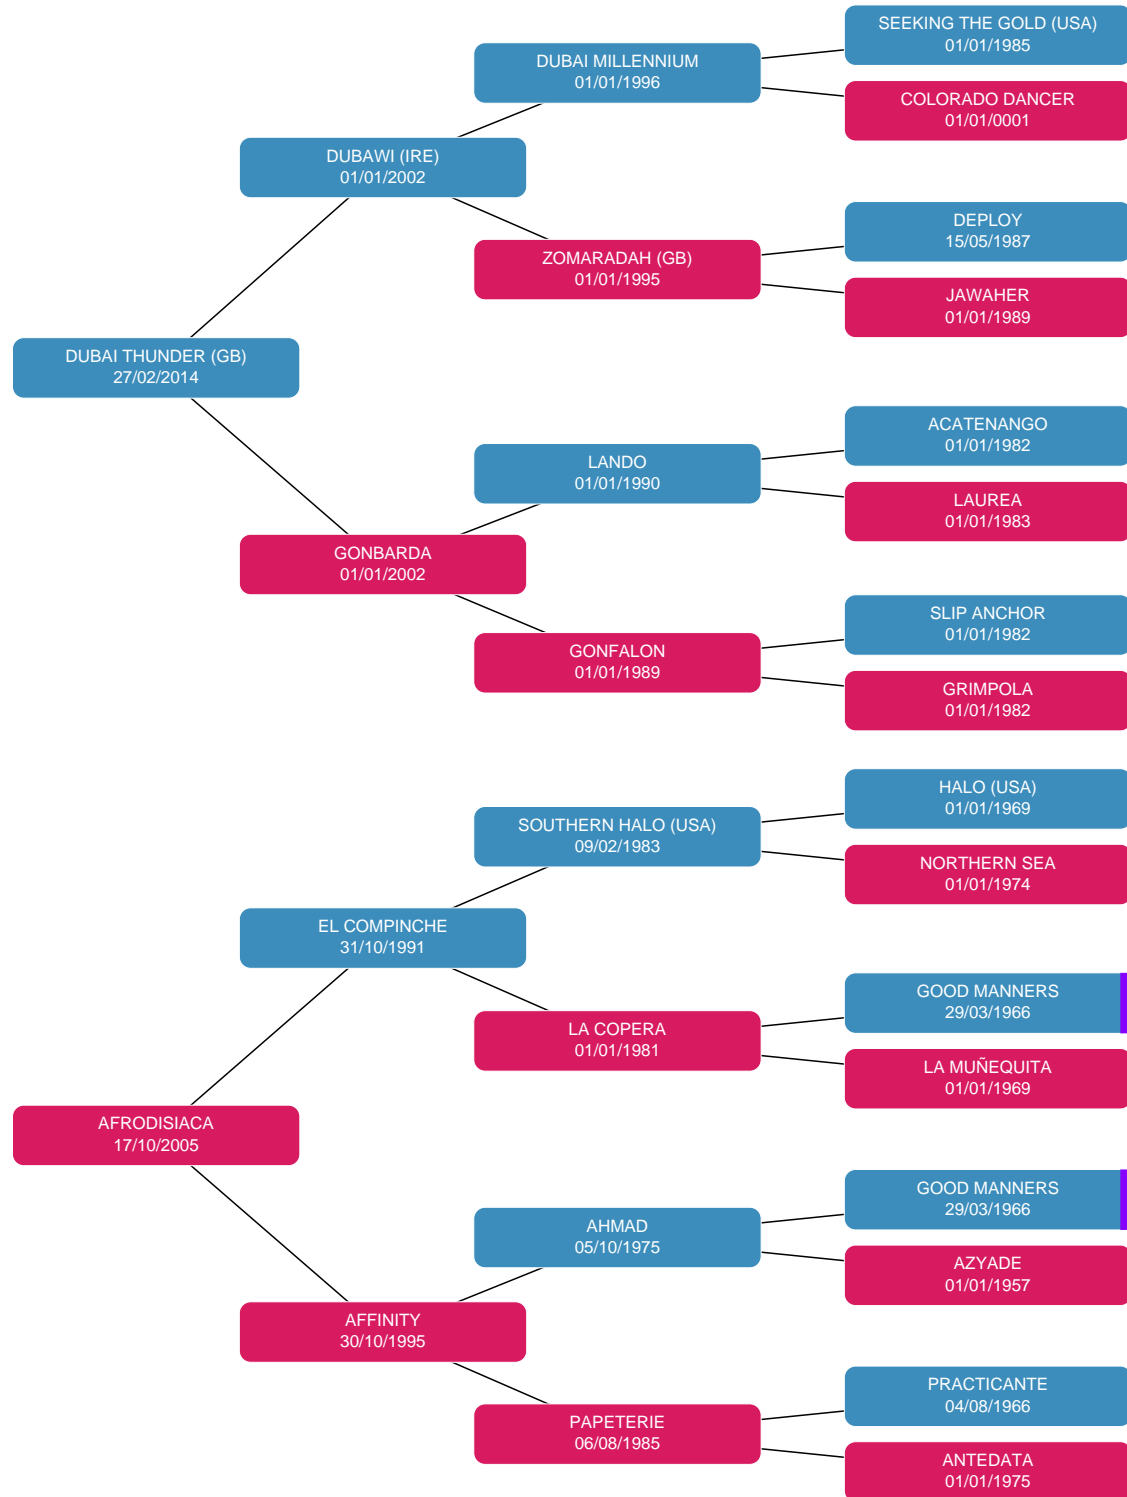 SEEKING THE GOLD (USA)
01/01/1985
DUBAI MILLENNIUM
01/01/1996
COLORADO DANCER
01/01/0001
DUBAWI (IRE)
01/01/2002
DEPLOY
15/05/1987
ZOMARADAH (GB)
01/01/1995
JAWAHER
01/01/1989
DUBAI THUNDER (GB)
27/02/2014
ACATENANGO
01/01/1982
LANDO
01/01/1990
LAUREA
01/01/1983
GONBARDA
01/01/2002
SLIP ANCHOR
01/01/1982
GONFALON
01/01/1989
GRIMPOLA
01/01/1982
HALO (USA)
01/01/1969
SOUTHERN HALO (USA)
09/02/1983
NORTHERN SEA
01/01/1974
EL COMPINCHE
31/10/1991
GOOD MANNERS
29/03/1966
LA COPERA
01/01/1981
LA MUÑEQUITA
01/01/1969
AFRODISIACA
17/10/2005
GOOD MANNERS
29/03/1966
AHMAD
05/10/1975
AZYADE
01/01/1957
AFFINITY
30/10/1995
PRACTICANTE
04/08/1966
PAPETERIE
06/08/1985
ANTEDATA
01/01/1975